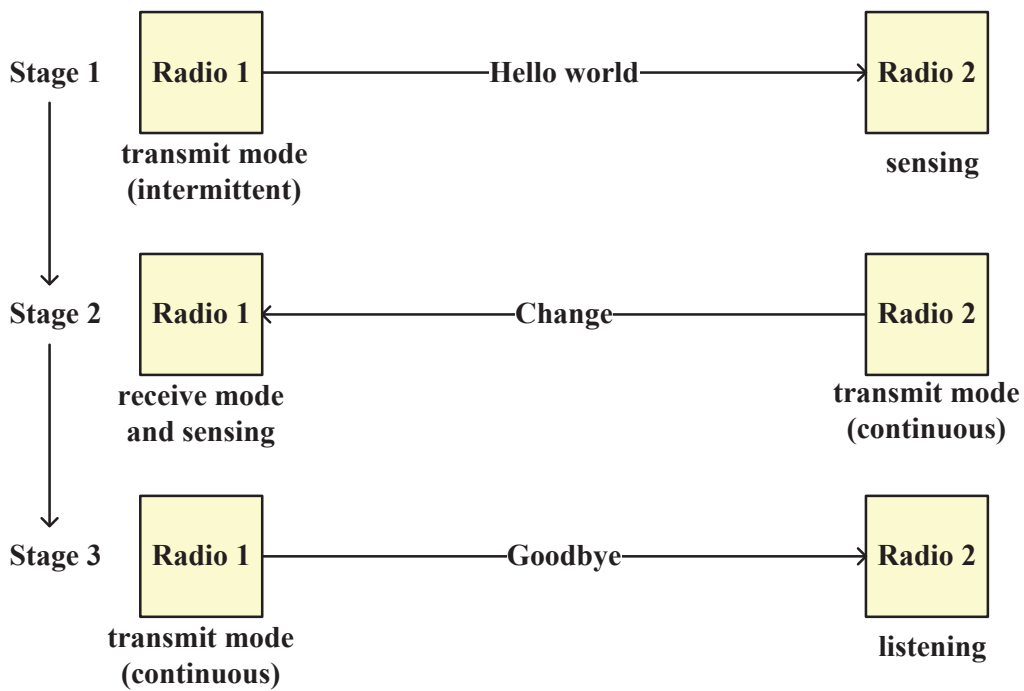 Stage 1
Radio 1
Hello world
Radio 2
transmit mode
(intermittent)
sensing
Stage 2
Radio 1
Change
Radio 2
receive mode
and sensing
transmit mode
(continuous)
Stage 3
Radio 1
Goodbye
Radio 2
transmit mode
(continuous)
listening